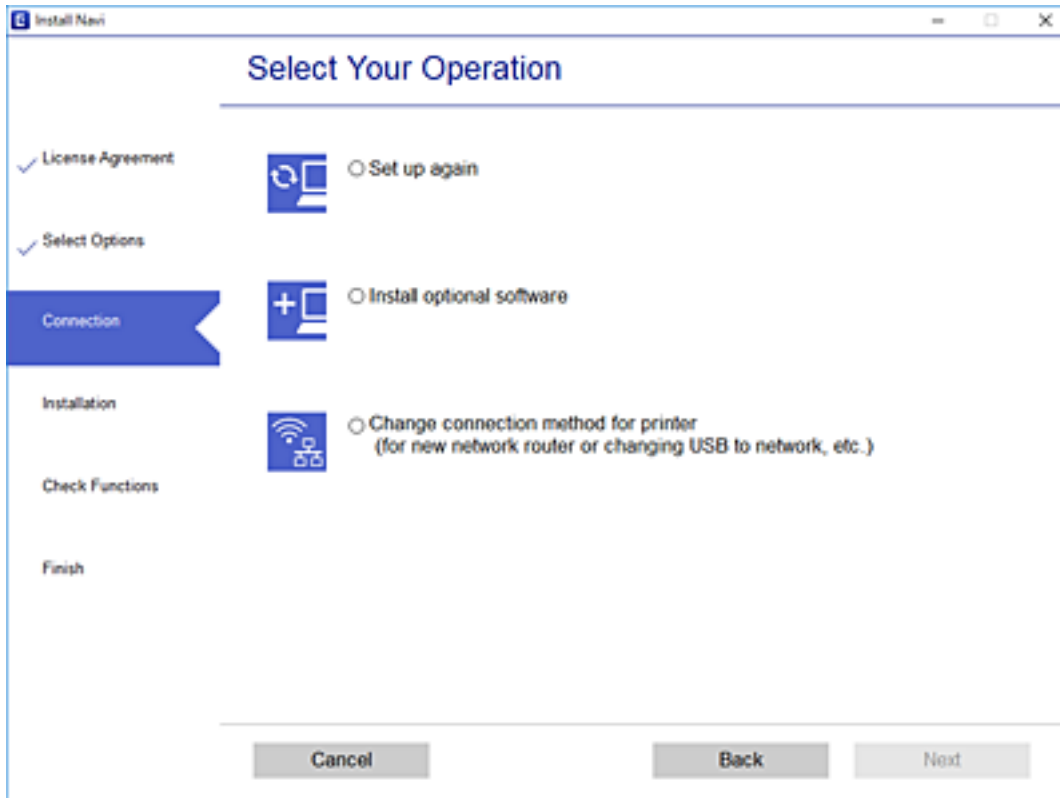 Install Navi
Select Your Operation
License Agreement
Select Options
Connection
Installation
Check Functions
Finish
Set up again
Install optional software
Change connection method for printer
(for new network router or changing USB to network, etc.)
Cancel
Back
Next